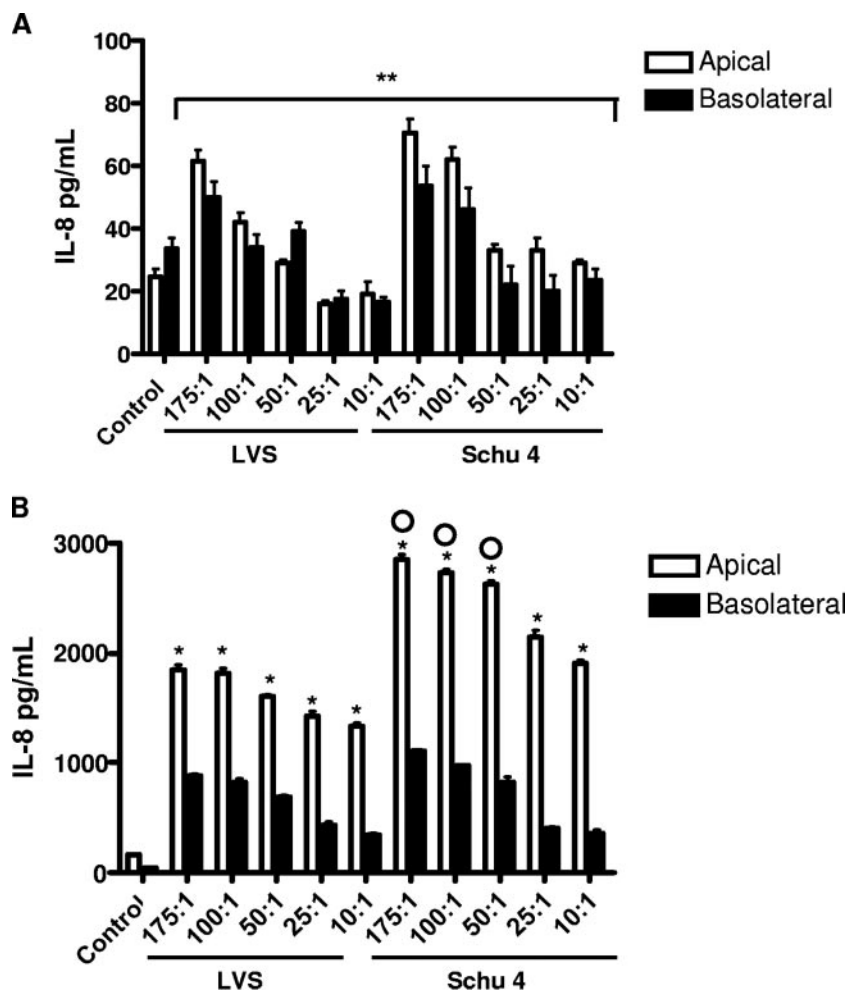 A
100
80
60
40
20
0
IL-8 pg/mL
**
Apical
Basolateral
Control 175:1 100:1 50:1 25:1 10:1 175:1 100:1 50:1 25:1 10:1
LVS Schu 4
B
3000
2000
1000
0
IL-8 pg/mL
* * * * * * * * * *
Apical
Basolateral
Control 175:1 100:1 50:1 25:1 10:1 175:1 100:1 50:1 25:1 10:1
LVS Schu 4